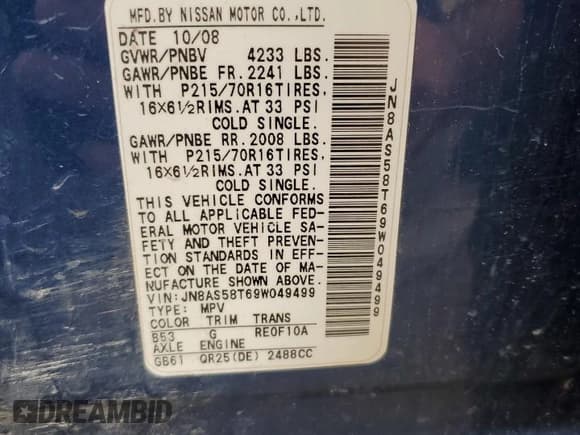 MFD.BY NISSAN MOTOR CO.,LTD.
DATE 10/08
GVWR/PNBV 4233 LBS.
GAWR/PNBE FR. 2241 LBS.
WITH P215/70R16TIRES,
16X6½RIMS.AT 33 PSI
COLD SINGLE.
GAWR/PNBE RR. 2008 LBS.
WITH P215/70R16TIRES,
16X6½RIMS.AT 33 PSI
COLD SINGLE.
THIS VEHICLE CONFORMS
TO ALL APPLICABLE FED-
ERAL MOTOR VEHICLE SA-
FETY AND THEFT PREVEN-
TION STANDARDS IN EFF-
ECT ON THE DATE OF MA-
NUFACTURE SHOWN ABOVE.
VIN:JN8AS58T69W049499
TYPE: MPV
COLOR TRIM TRANS
B53 G RE0F10A
AXLE ENGINE
GB61 QR25(DE) 2488CC
JN8AS58T69W049499
DREAMBID